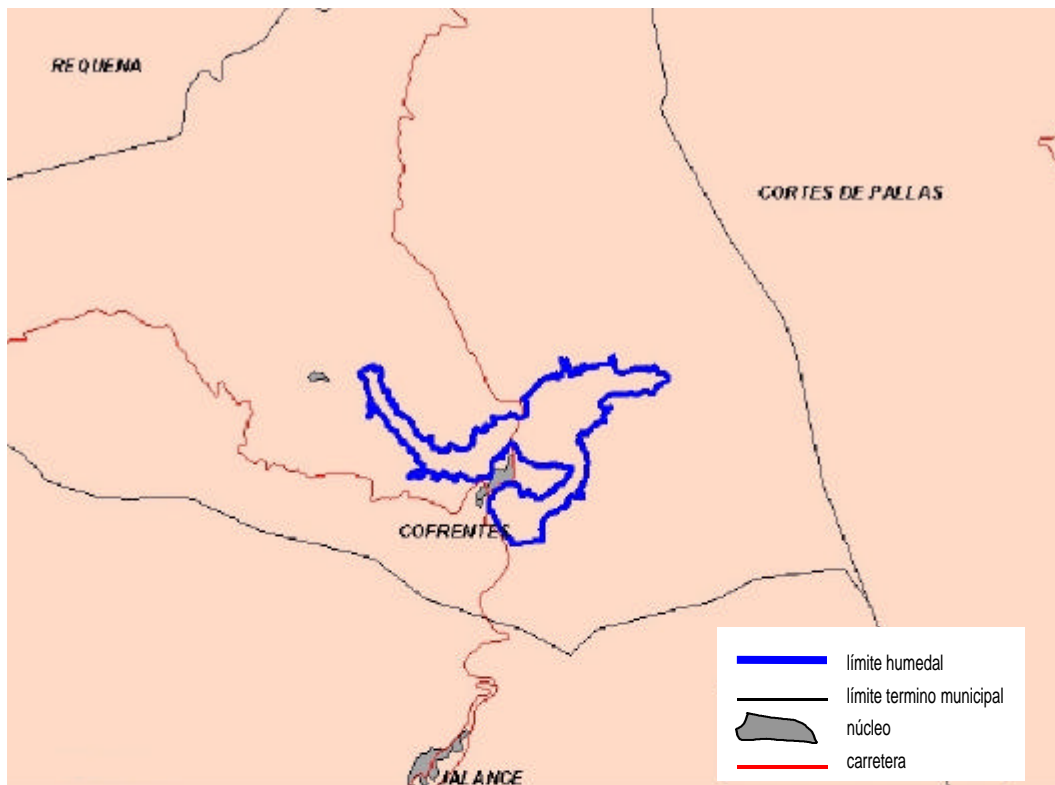 REQUENA
CORTES DE PALLAS
COFRENTES
JALANCE
límite humedal
límite termino municipal
núcleo
carretera